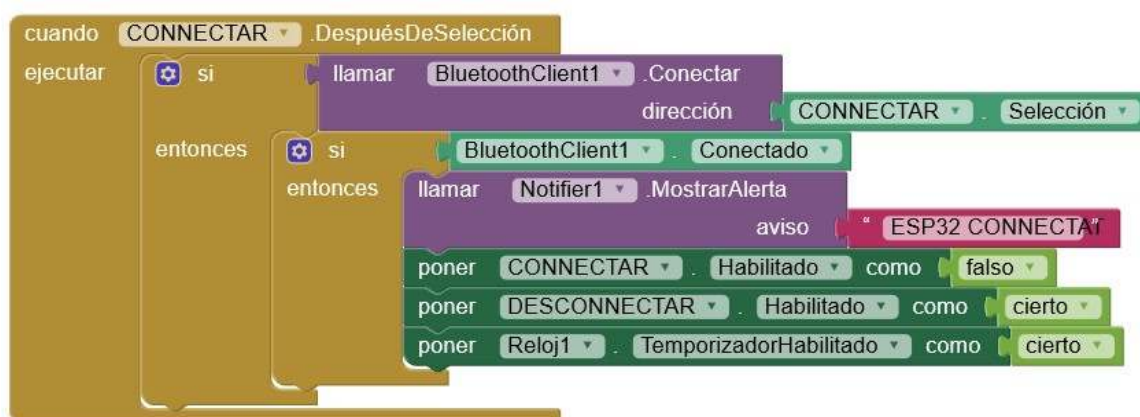 cuando CONNECTAR .DespuésDeSelección
ejecutar si llamar BluetoothClient1 .Conectar
dirección CONNECTAR . Selección
entonces si BluetoothClient1 . Conectado
entonces llamar Notifier1 .MostrarAlerta
aviso “ ESP32 CONNECTAT ”
poner CONNECTAR . Habilitado como falso
poner DESCONNECTAR . Habilitado como cierto
poner Reloj1 . TemporizadorHabilitado como cierto